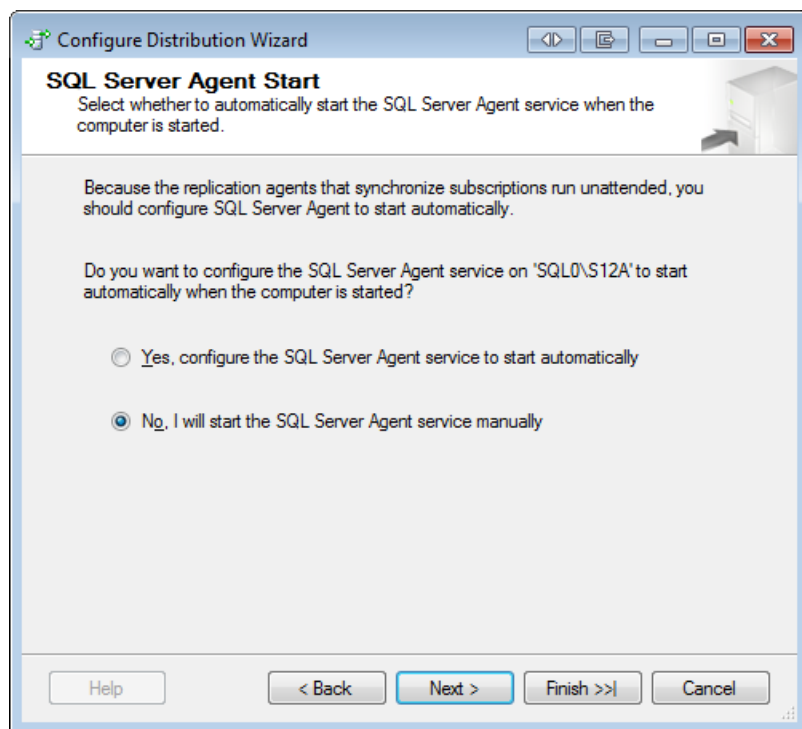 Configure Distribution Wizard
SQL Server Agent Start
Select whether to automatically start the SQL Server Agent service when the
computer is started.
Because the replication agents that synchronize subscriptions run unattended, you
should configure SQL Server Agent to start automatically.
Do you want to configure the SQL Server Agent service on 'SQL0\S12A' to start
automatically when the computer is started?
Yes, configure the SQL Server Agent service to start automatically
No, I will start the SQL Server Agent service manually
Help
< Back
Next >
Finish >>|
Cancel